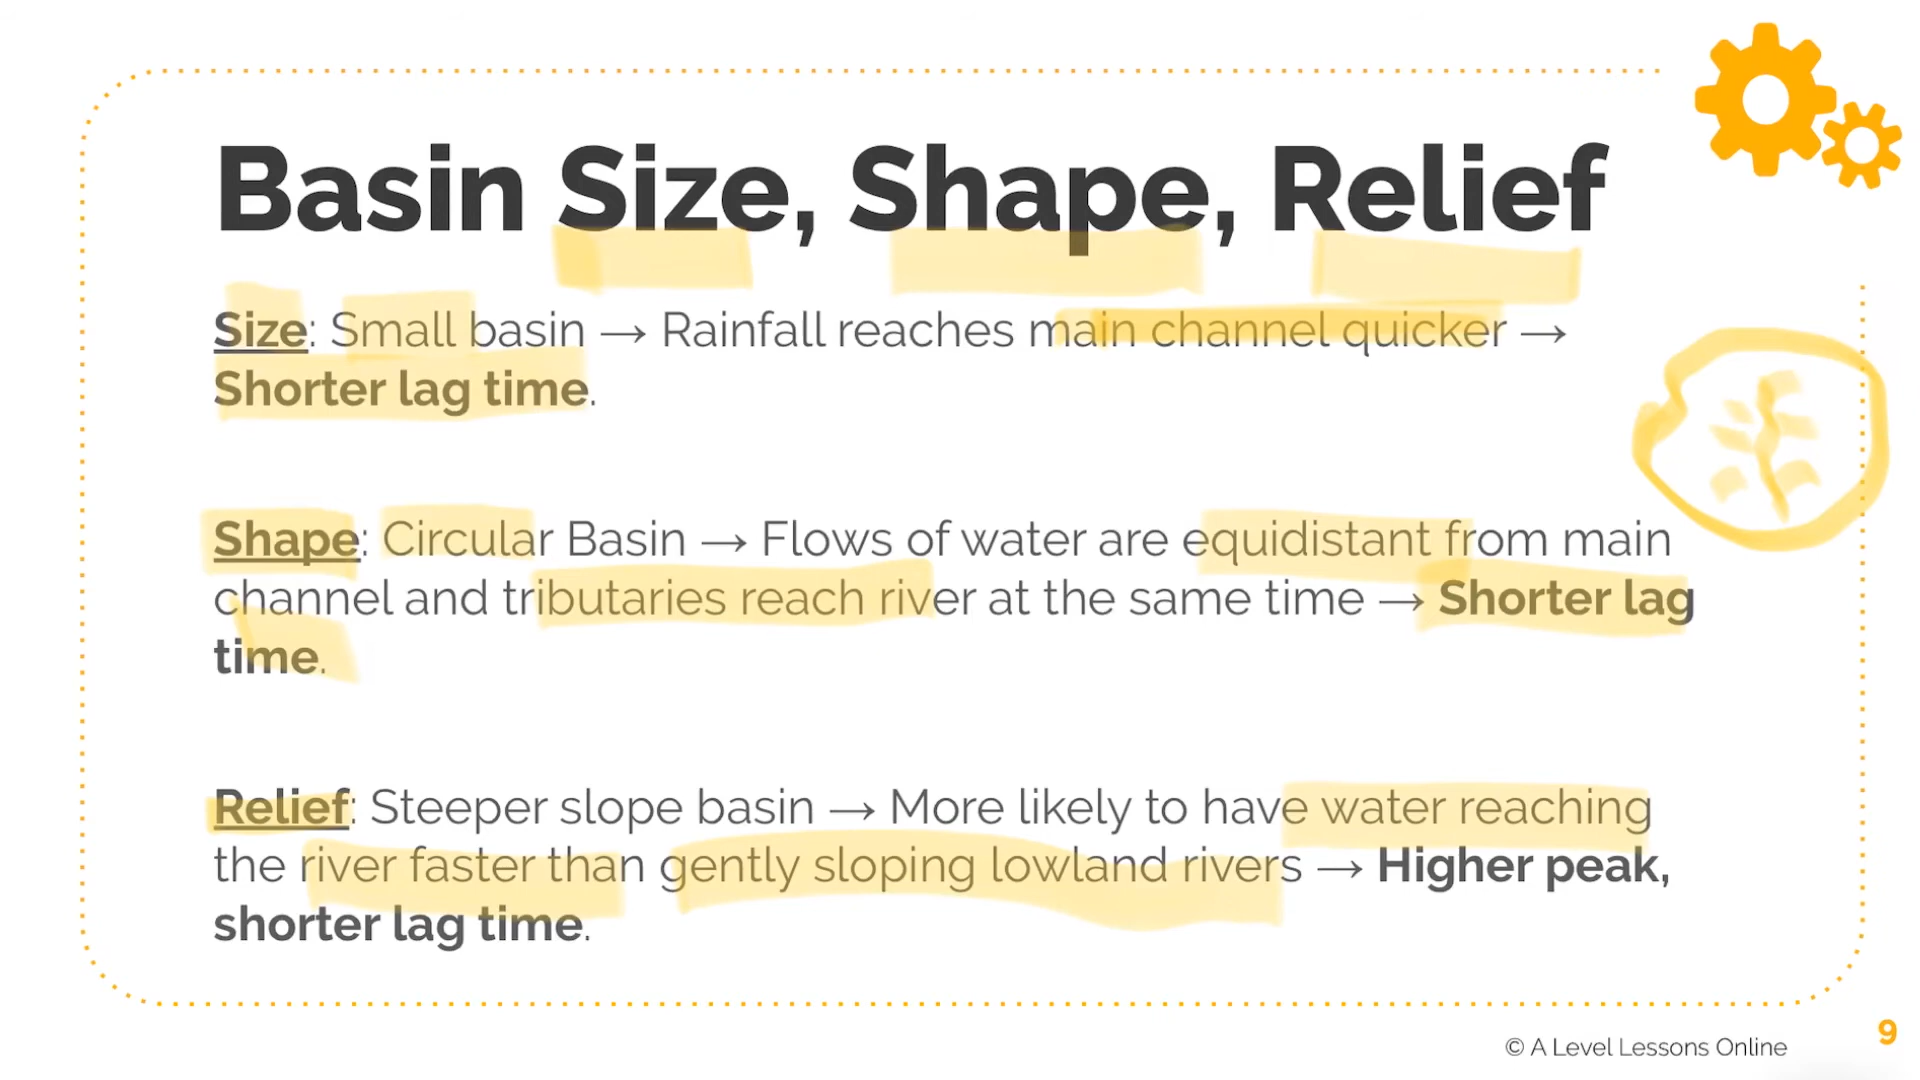 Basin Size, Shape, Relief
Size: Small basin → Rainfall reaches main channel quicker →
Shorter lag time.
Shape: Circular Basin → Flows of water are equidistant from main
channel and tributaries reach river at the same time → Shorter lag
time.
Relief: Steeper slope basin → More likely to have water reaching
the river faster than gently sloping lowland rivers → Higher peak,
shorter lag time.
© A Level Lessons Online
9